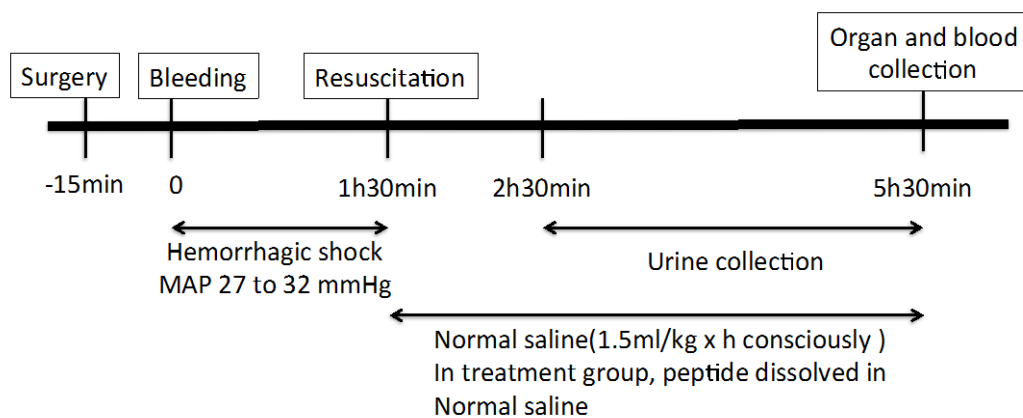 Surgery
Bleeding
Resuscitation
Organ and blood
collection
-15min
0
1h30min
2h30min
5h30min
Hemorrhagic shock
MAP 27 to 32 mmHg
Urine collection
Normal saline(1.5ml/kg x h consciously )
In treatment group, peptide dissolved in
Normal saline